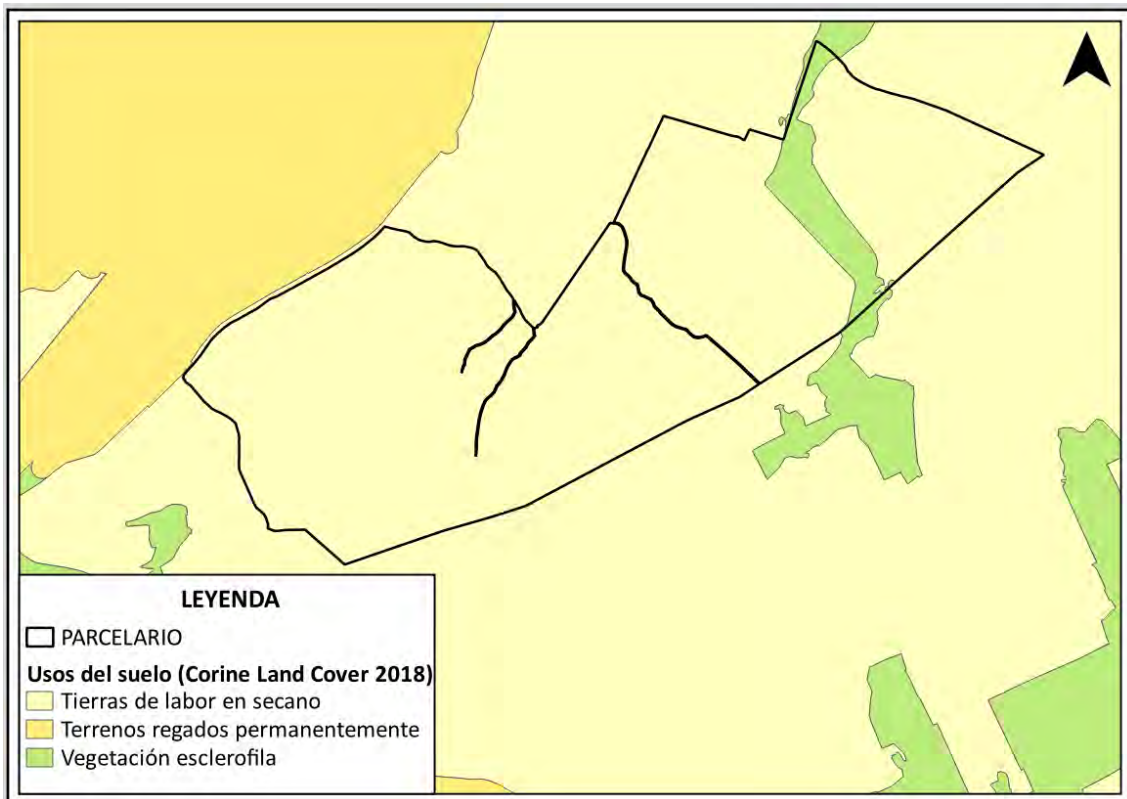 LEYENDA
PARCELARIO
Usos del suelo (Corine Land Cover 2018)
Tierras de labor en secano
Terrenos regados permanentemente
Vegetación esclerofila